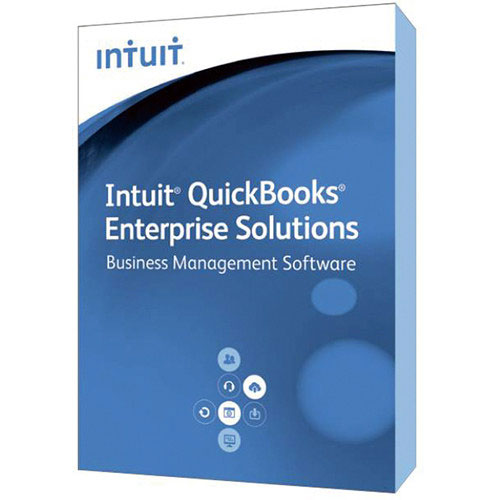 intuit.
Intuit® QuickBooks®
Enterprise Solutions
Business Management Software